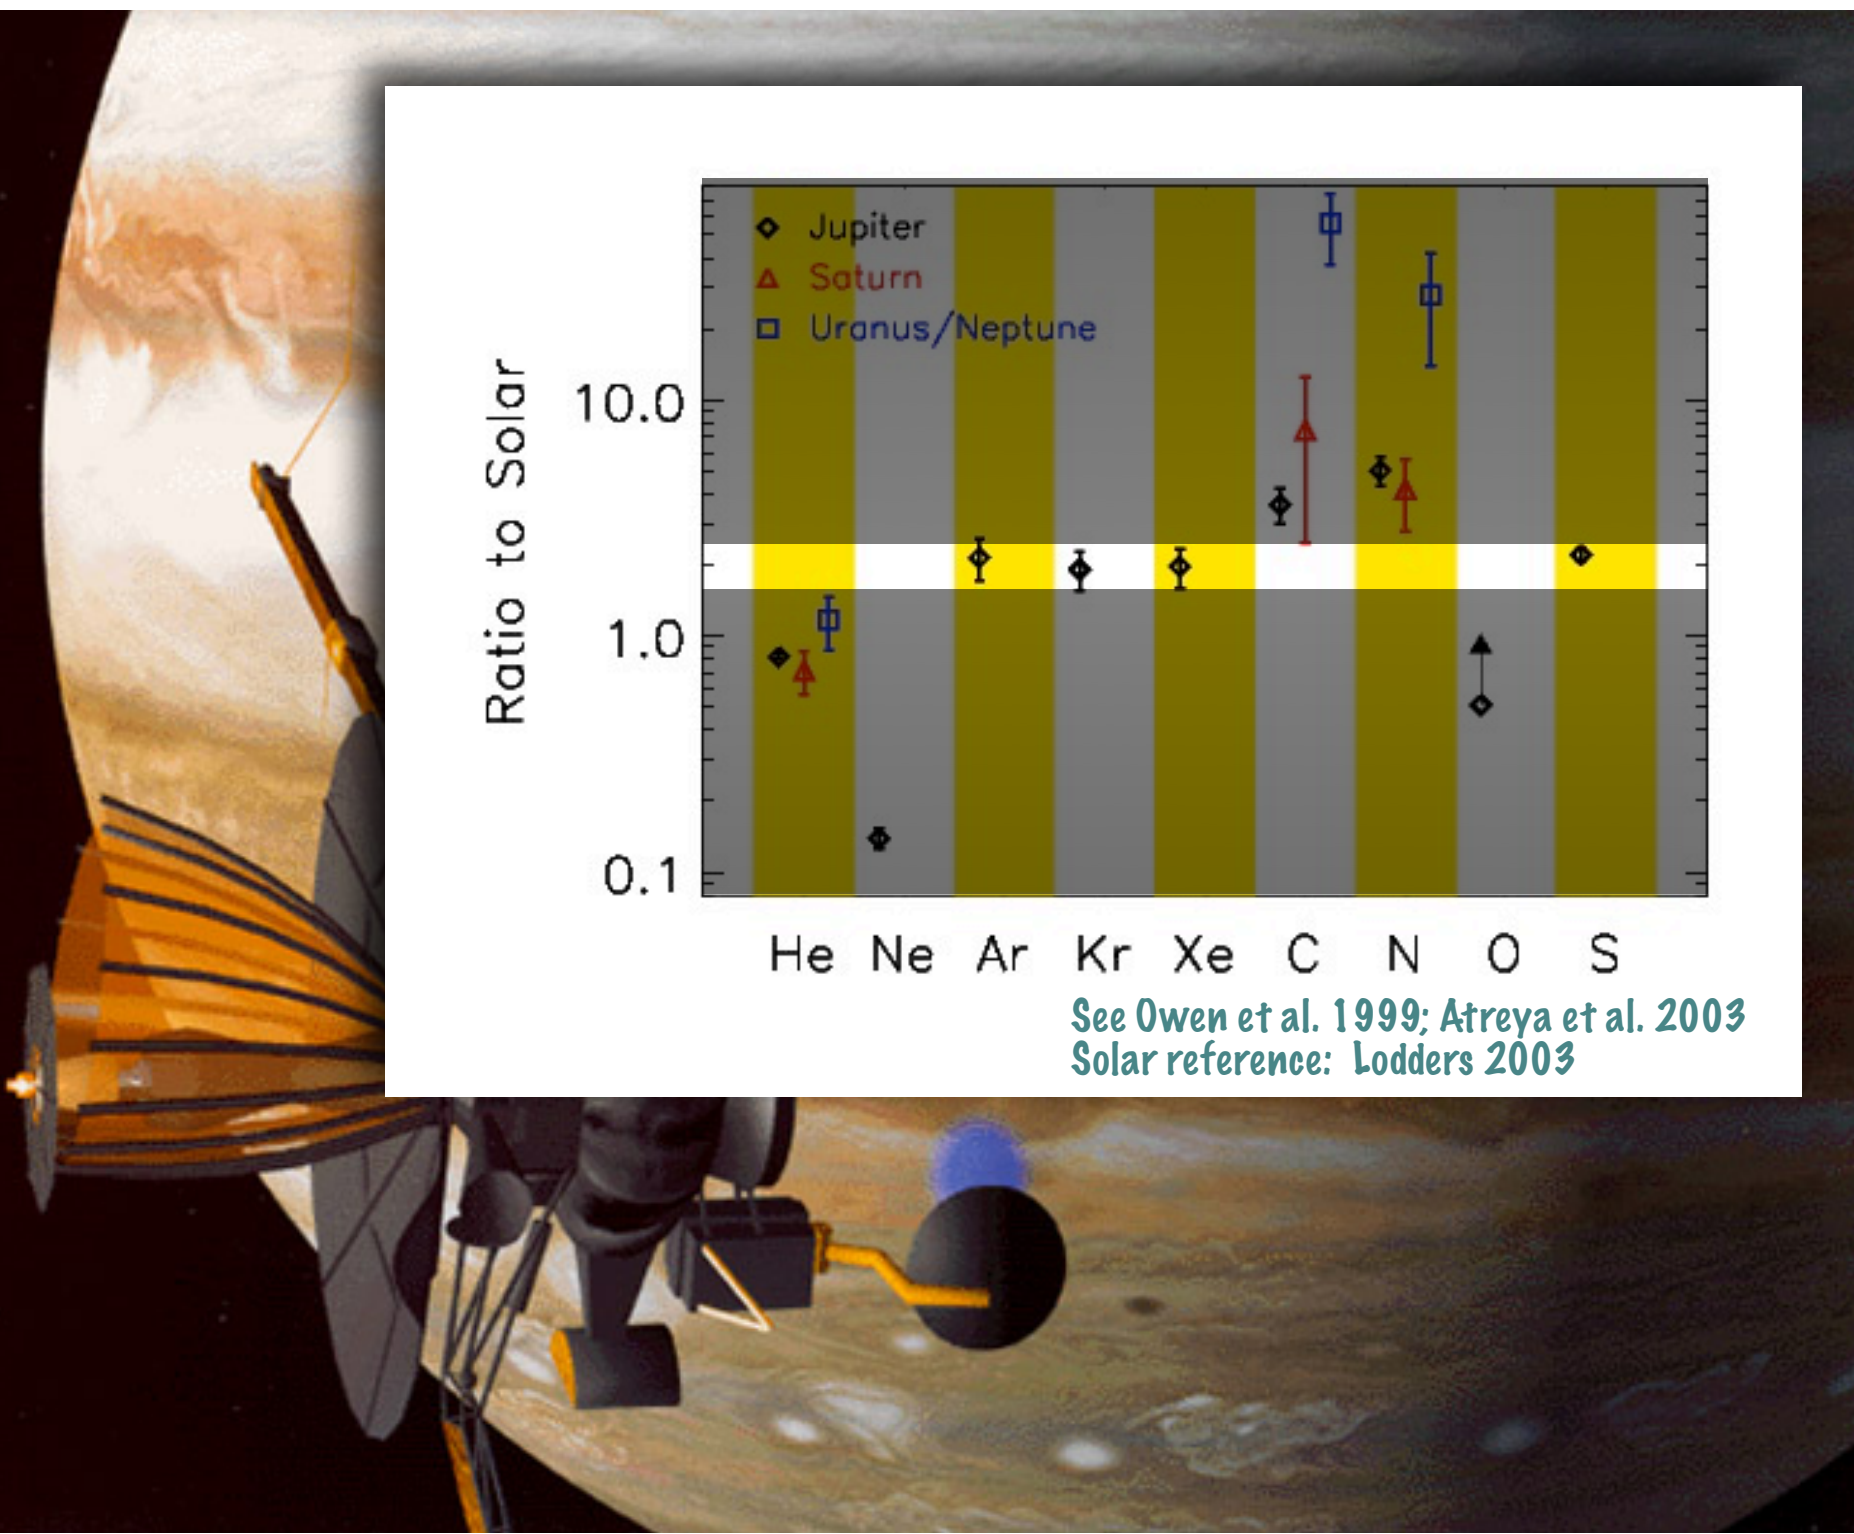 Jupiter
Saturn
Uranus/Neptune
Ratio to Solar
10.0
1.0
0.1
He Ne Ar Kr Xe C N O S
See Owen et al. 1999; Atreya et al. 2003
Solar reference: Lodders 2003